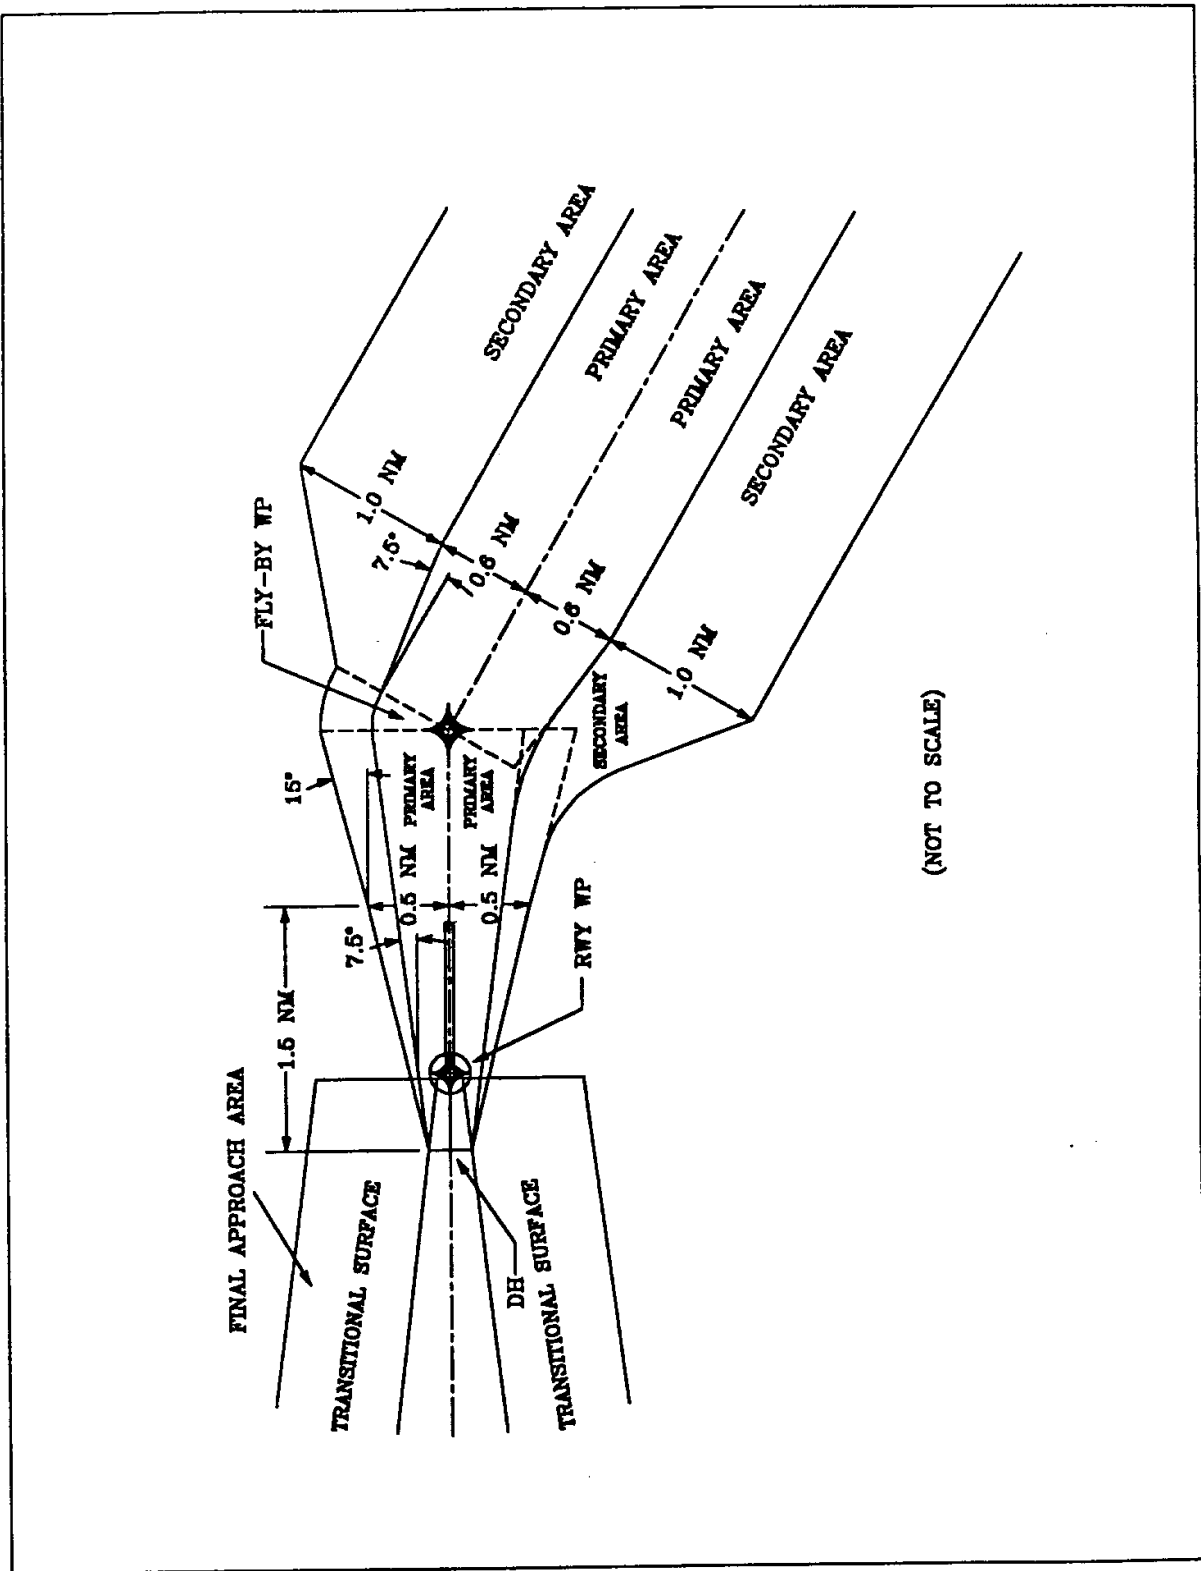 FINAL APPROACH AREA
TRANSITIONAL SURFACE
DH
TRANSITIONAL SURFACE
1.5 NM
7.5°
0.5 NM
0.5 NM
RWY WP
15°
PRIMARY
AREA
PRIMARY
AREA
FLY-BY WP
SECONDARY
AREA
7.5°
1.0 NM
0.6 NM
0.6 NM
1.0 NM
SECONDARY AREA
PRIMARY AREA
PRIMARY AREA
SECONDARY AREA
(NOT TO SCALE)